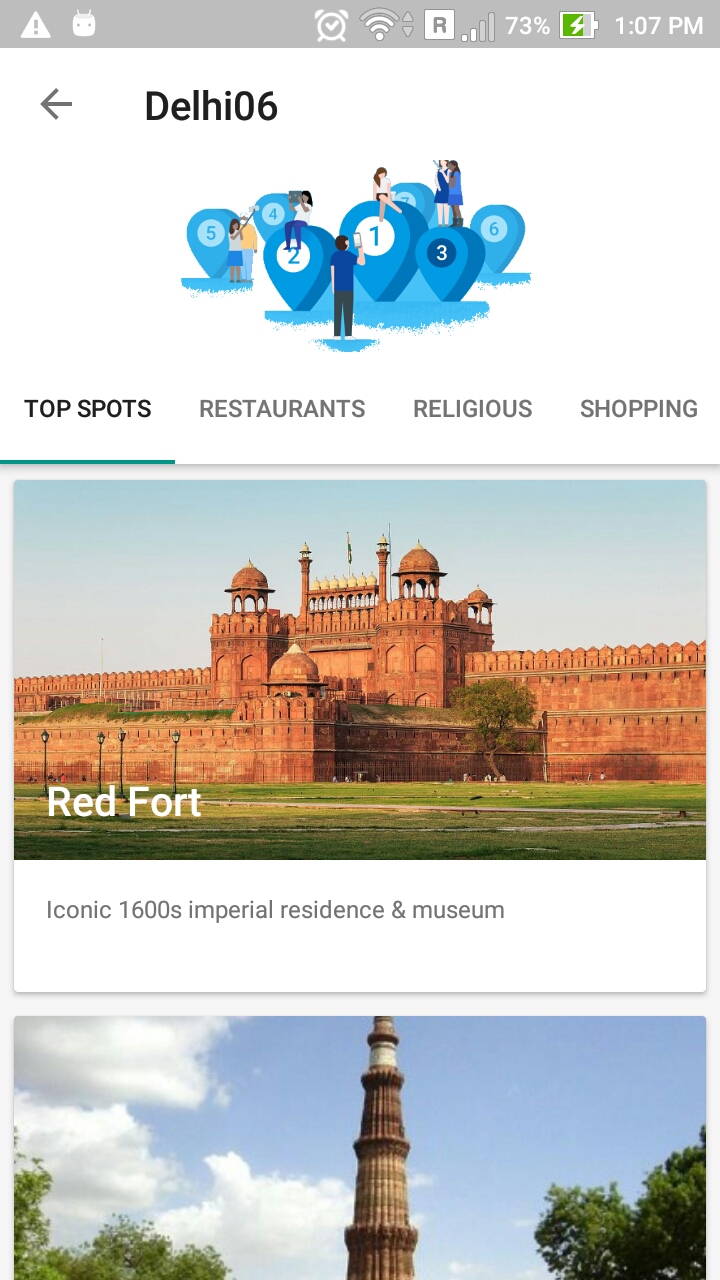 R 73% 1:07 PM
Delhi06
5 4 2 1 7 3 6
TOP SPOTS RESTAURANTS RELIGIOUS SHOPPING
Red Fort
Iconic 1600s imperial residence & museum